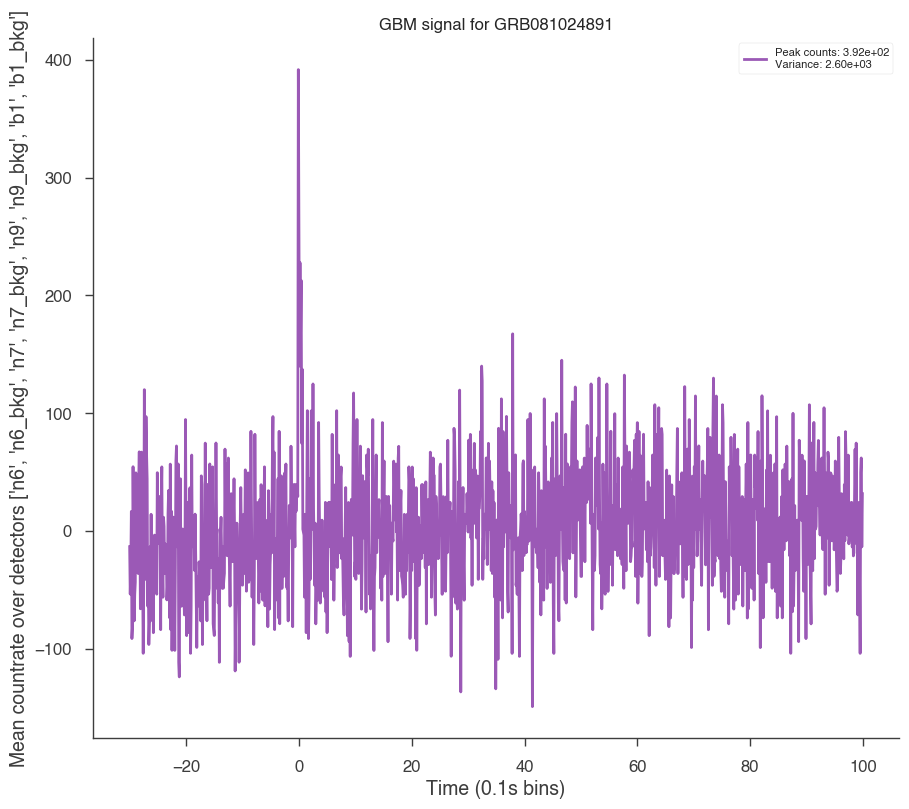 GBM signal for GRB081024891
Peak counts: 3.92e+02
Variance: 2.60e+03
Mean countrate over detectors ['n6', 'n6_bkg', 'n7', 'n7_bkg', 'n9', 'n9_bkg', 'b1', 'b1_bkg']
400
300
200
100
0
−100
−20
0
20
40
60
80
100
Time (0.1s bins)